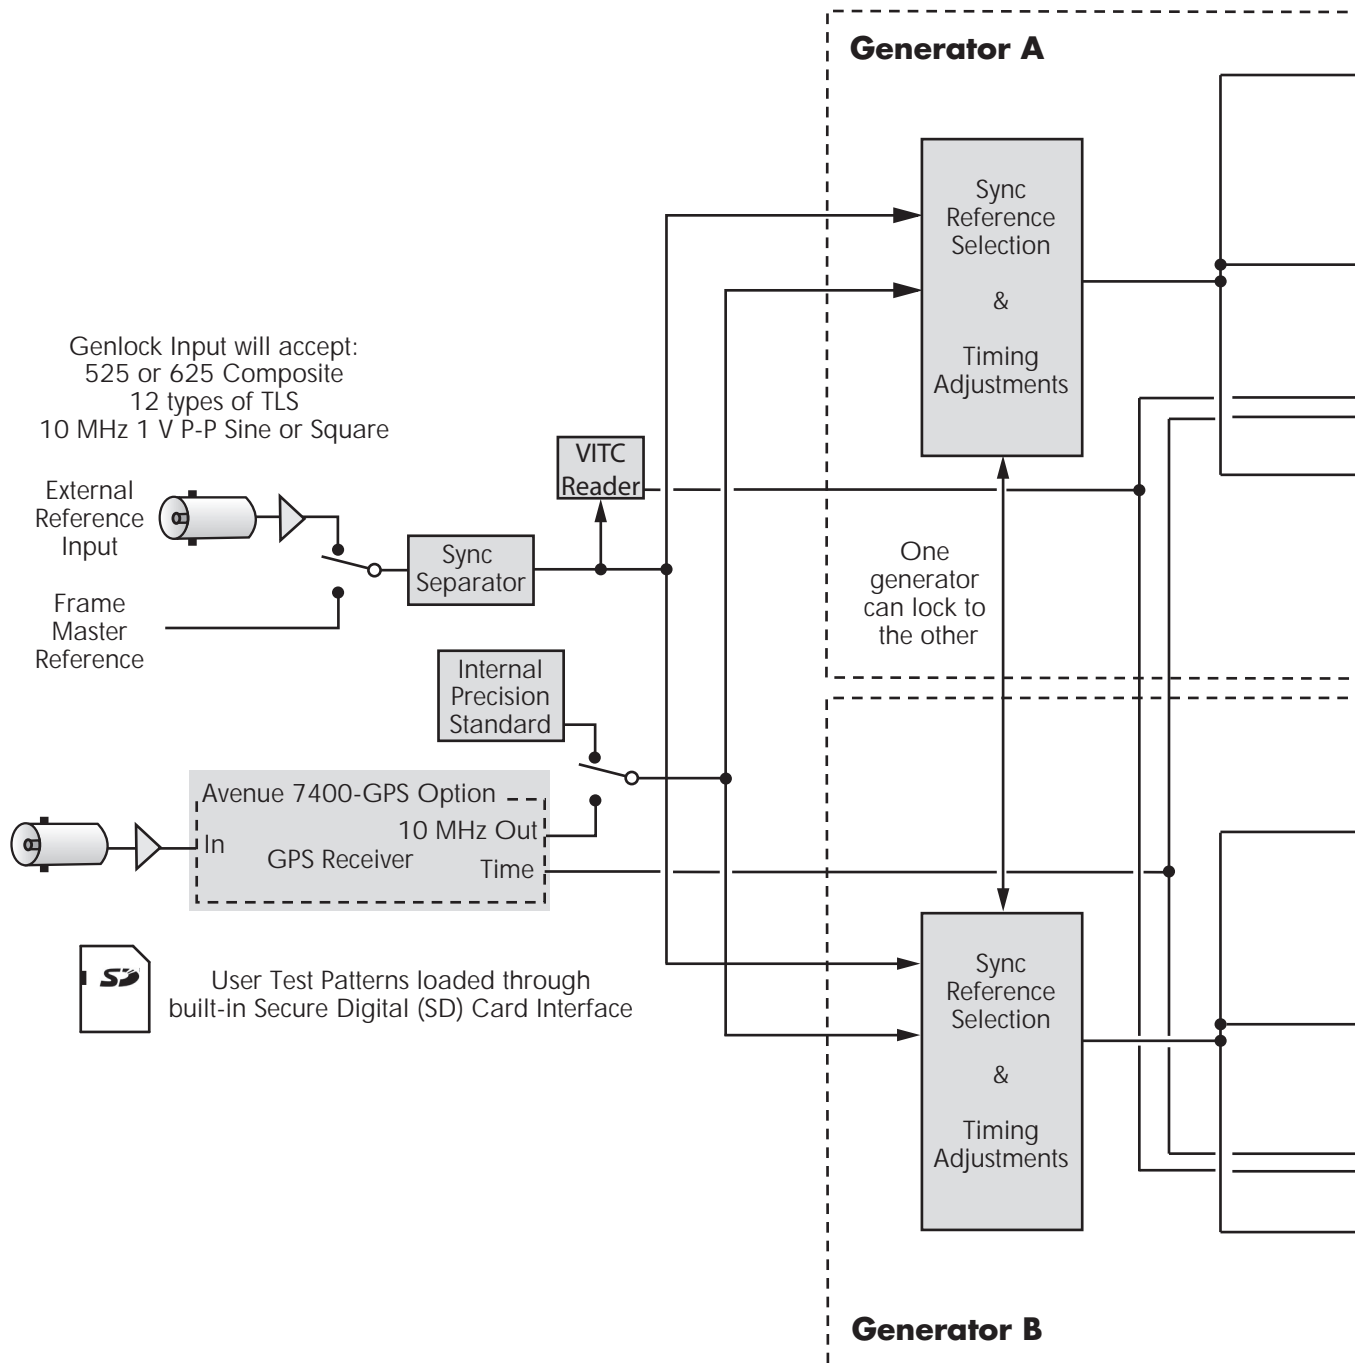 Generator A
Sync
Reference
Selection
&
Timing
Adjustments
Genlock Input will accept:
525 or 625 Composite
12 types of TLS
10 MHz 1 V P-P Sine or Square
VITC
Reader
External
Reference
Input
Sync
Separator
One
generator
can lock to
the other
Frame
Master
Reference
Internal
Precision
Standard
Avenue 7400-GPS Option
In
10 MHz Out
GPS Receiver
Time
SD
User Test Patterns loaded through
built-in Secure Digital (SD) Card Interface
Sync
Reference
Selection
&
Timing
Adjustments
Generator B